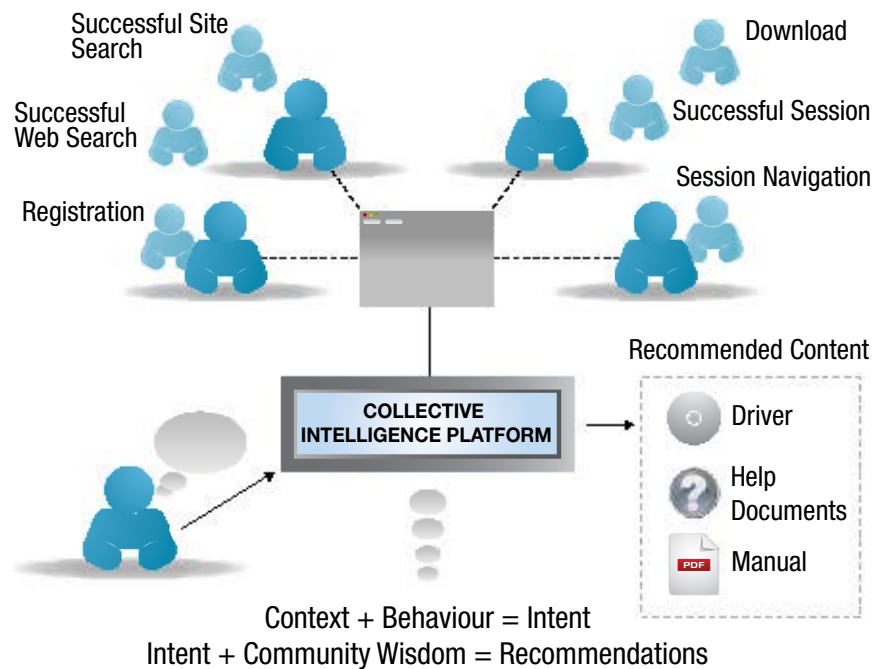 Successful Site
Search
Download
Successful
Web Search
Successful Session
Session Navigation
Registration
Recommended Content
COLLECTIVE
INTELLIGENCE PLATFORM
Driver
Help
Documents
PDF
Manual
Context + Behaviour = Intent
Intent + Community Wisdom = Recommendations